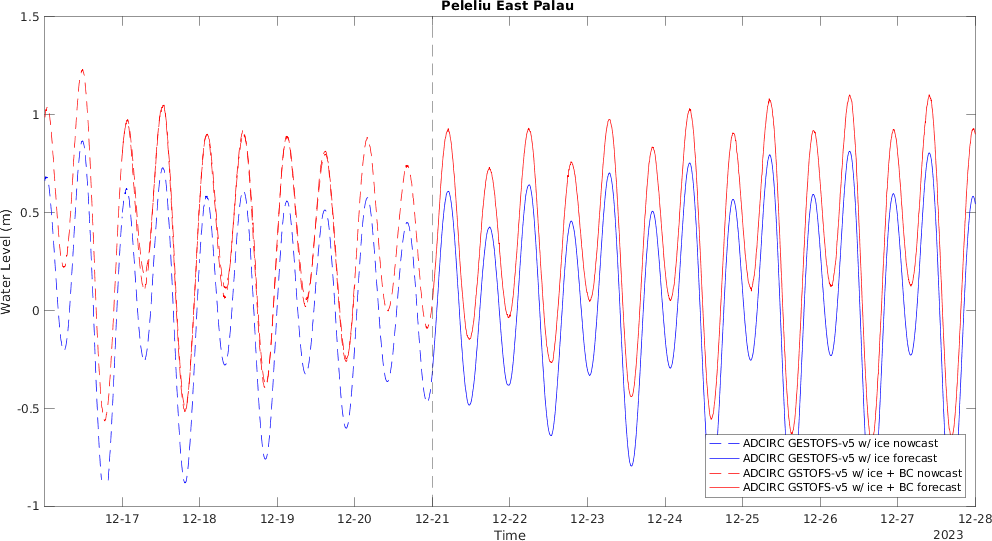 Peleliu East Palau
1.5
1
0.5
0
-0.5
-1
Water Level (m)
12-17
12-18
12-19
12-20
12-21
12-22
12-23
12-24
12-25
12-26
12-27
12-28
Time
2023
ADCIRC GESTOFS-v5 w/ ice nowcast
ADCIRC GESTOFS-v5 w/ ice forecast
ADCIRC GSTOFS-v5 w/ ice + BC nowcast
ADCIRC GSTOFS-v5 w/ ice + BC forecast